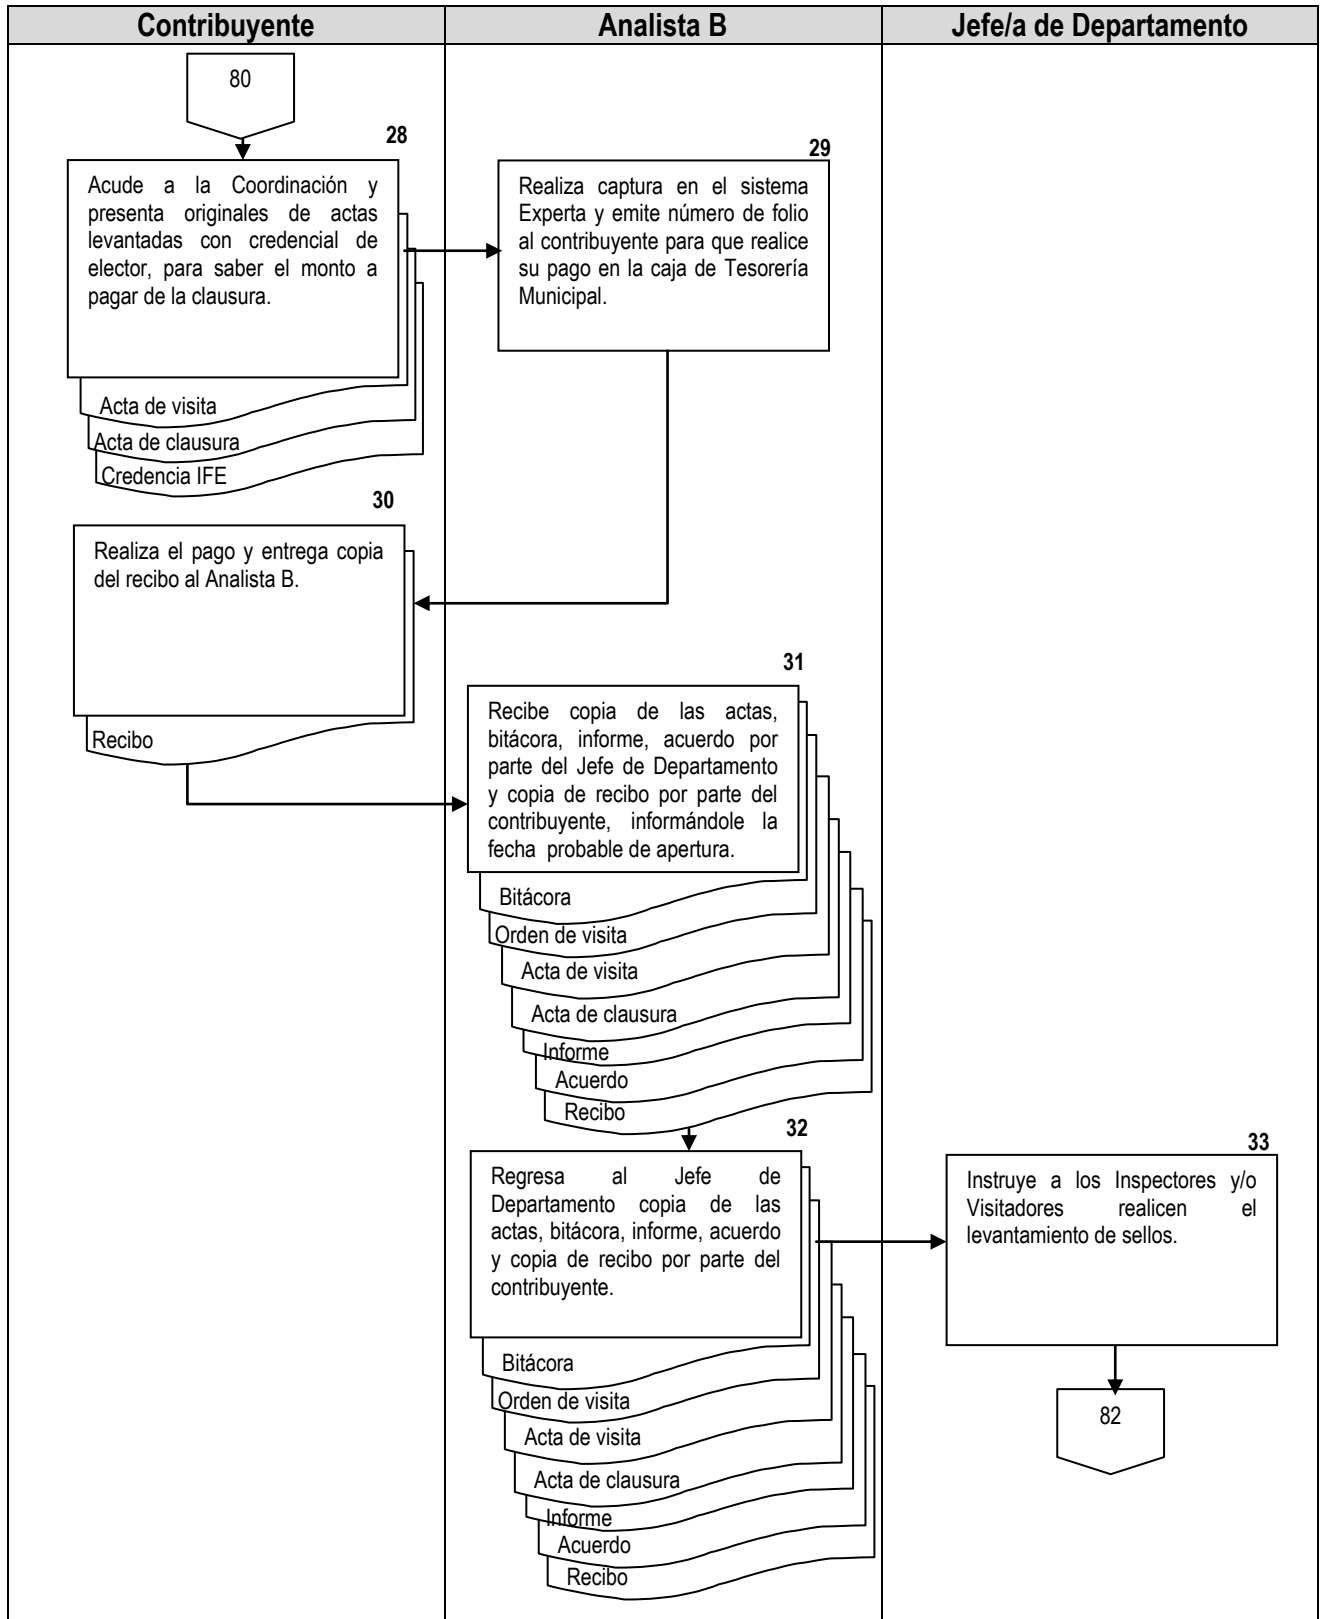 Contribuyente
Analista B
Jefe/a de Departamento
80
28
Acude a la Coordinación y
presenta originales de actas
levantadas con credencial de
elector, para saber el monto a
pagar de la clausura.
Acta de visita
Acta de clausura
Credencia IFE
29
Realiza captura en el sistema
Experta y emite número de folio
al contribuyente para que realice
su pago en la caja de Tesorería
Municipal.
30
Realiza el pago y entrega copia
del recibo al Analista B.
Recibo
31
Recibe copia de las actas,
bitácora, informe, acuerdo por
parte del Jefe de Departamento
y copia de recibo por parte del
contribuyente, informándole la
fecha probable de apertura.
Bitácora
Orden de visita
Acta de visita
Acta de clausura
Informe
Acuerdo
Recibo
32
Regresa al Jefe de
Departamento copia de las
actas, bitácora, informe, acuerdo
y copia de recibo por parte del
contribuyente.
Bitácora
Orden de visita
Acta de visita
Acta de clausura
Informe
Acuerdo
Recibo
33
Instruye a los Inspectores y/o
Visitadores realicen el
levantamiento de sellos.
82